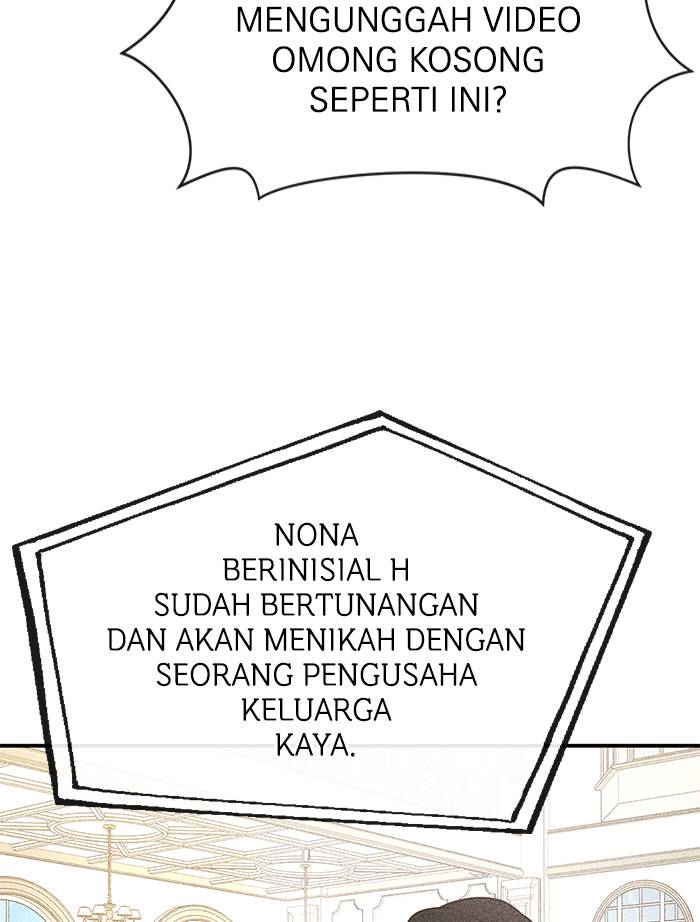 MENGUNGGAH VIDEO
OMONG KOSONG
SEPERTI INI?
NONA
BERINISIAL H
SUDAH BERTUNANGAN
DAN AKAN MENIKAH DENGAN
SEORANG PENGUSAHA
KELUARGA
KAYA.